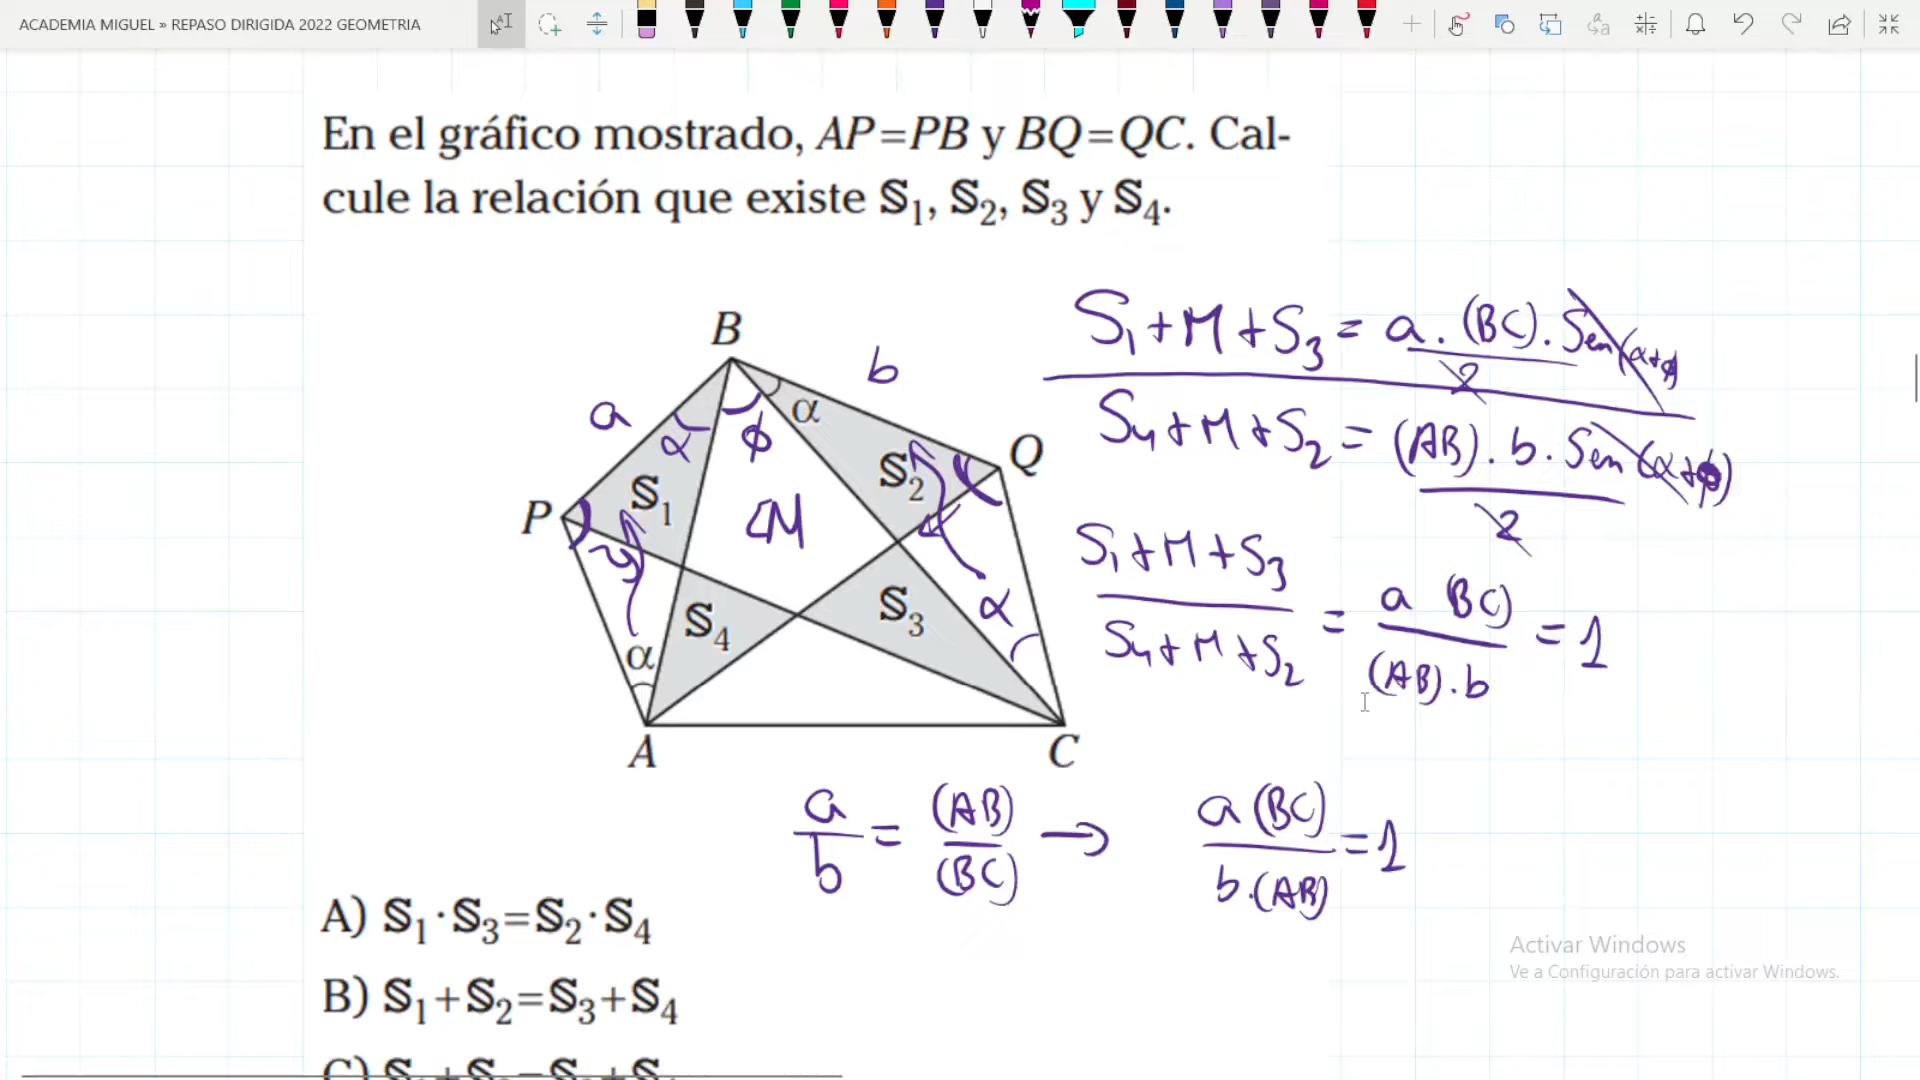 ACADEMIA MIGUEL » REPASO DIRIGIDA 2022 GEOMETRIA
En el gráfico mostrado, AP=PB y BQ=QC. Cal-
cule la relación que existe 𝕊₁, 𝕊₂, 𝕊₃ y 𝕊₄.
B
b
a
α
α
ϕ
Q
P
𝕊₁
𝕊₂
M
𝕊₄
𝕊₃
α
α
A
C
S₁+M+S₃ = a.(BC).Sen(α+ϕ)
2
S₄+M+S₂ = (AB).b.Sen(α+ϕ)
2
S₁+M+S₃ / S₄+M+S₂ = a BC) / (AB).b = 1
a/b = (AB)/(BC) → a(BC) / b.(AB) = 1
A) 𝕊₁·𝕊₃=𝕊₂·𝕊₄
B) 𝕊₁+𝕊₂=𝕊₃+𝕊₄
Activar Windows
Ve a Configuración para activar Windows.